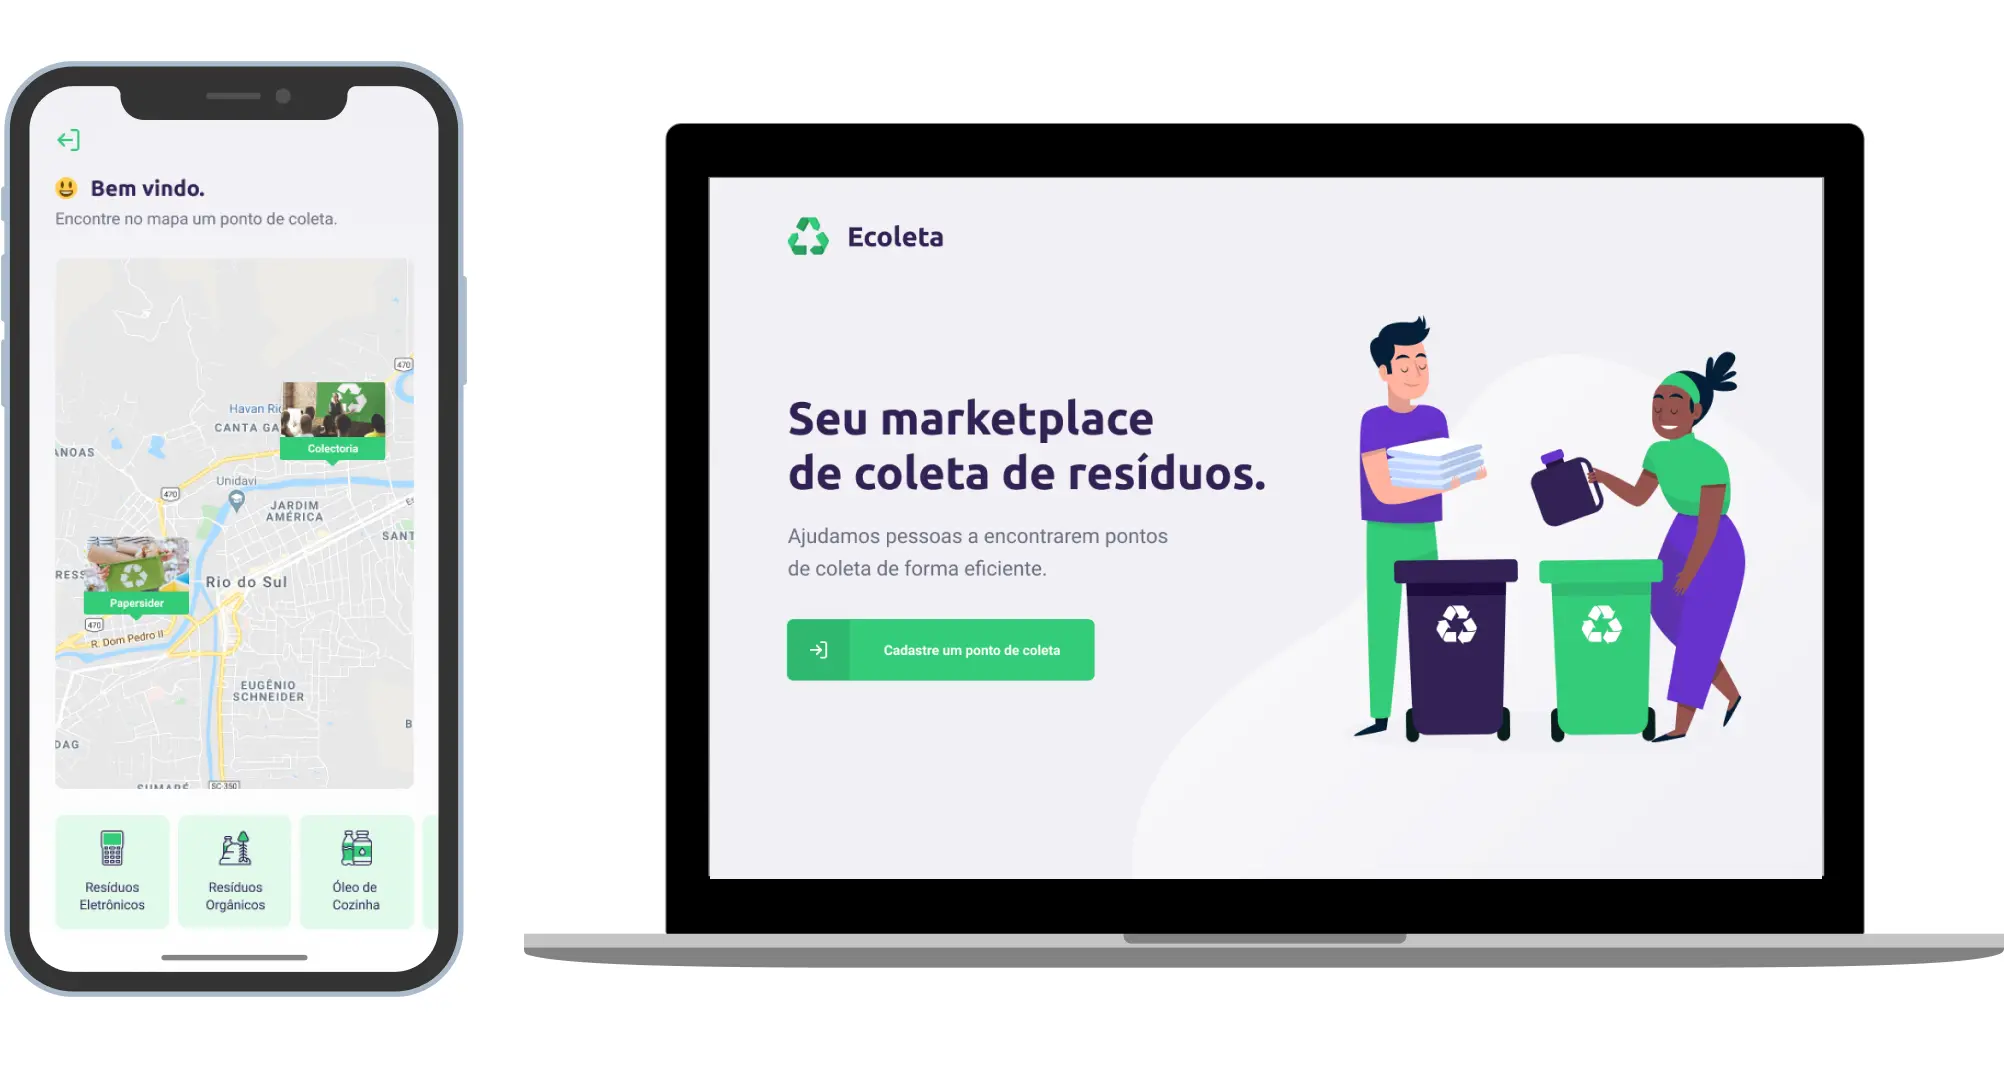 Bem vindo.
Encontre no mapa um ponto de coleta.
470
Havan Rio
CANTA GA
Colectoria
ANOAS
Unidavi
470
JARDIM
AMÉRICA
SANT
RESS
Rio do Sul
Papersider
470
R. Dom Pedro II
EUGÊNIO
SCHNEIDER
B
DAG
SUMARÉ
SC-350
Resíduos
Eletrônicos
Resíduos
Orgânicos
Óleo de
Cozinha
Ecoleta
Seu marketplace
de coleta de resíduos.
Ajudamos pessoas a encontrarem pontos
de coleta de forma eficiente.
Cadastre um ponto de coleta